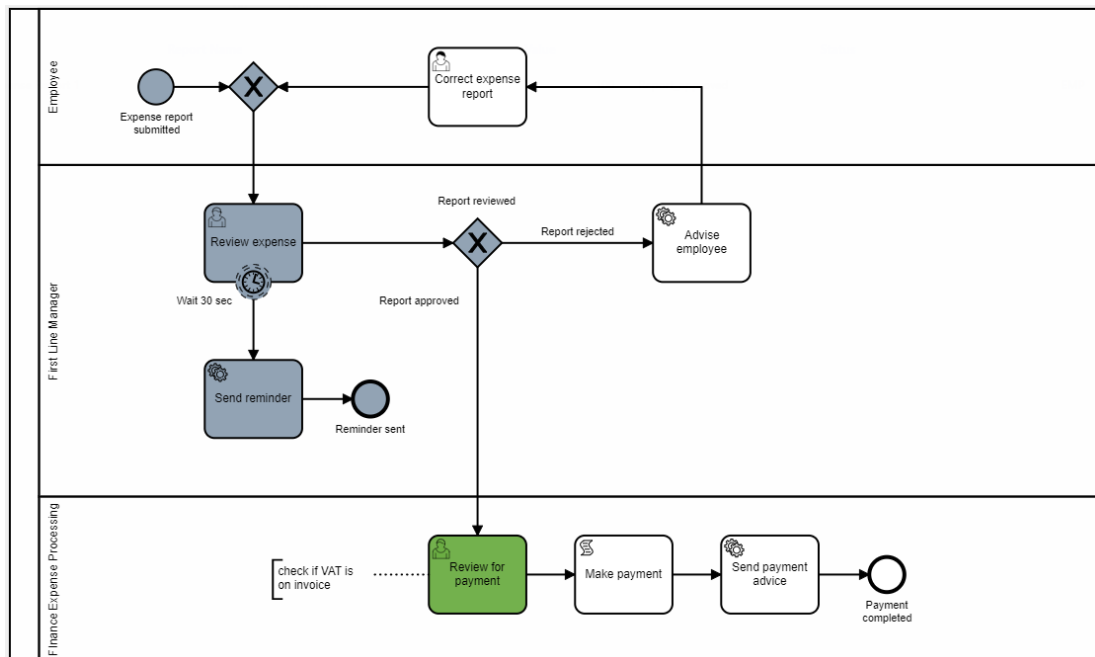 Employee
Expense report
submitted
X
Correct expense
report
First Line Manager
Review expense
Wait 30 sec
Report reviewed
X
Report rejected
Advise
employee
Report approved
Send reminder
Reminder sent
FInance Expense Processing
check if VAT is
on invoice
Review for
payment
Make payment
Send payment
advice
Payment
completed